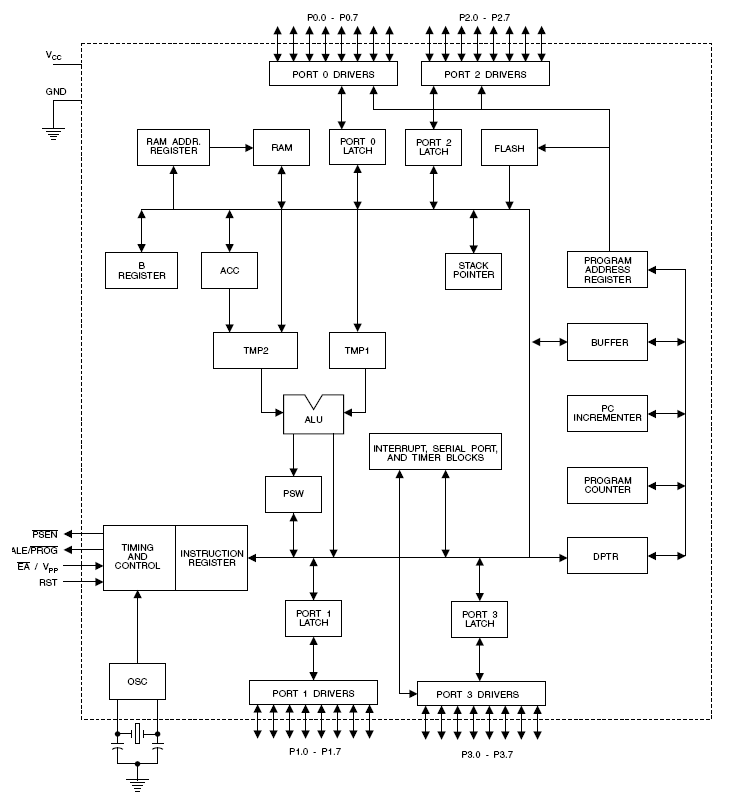 P0.0 - P0.7
P2.0 - P2.7
VCC
GND
PORT 0 DRIVERS
PORT 2 DRIVERS
RAM ADDR.
REGISTER
RAM
PORT 0
LATCH
PORT 2
LATCH
FLASH
B
REGISTER
ACC
STACK
POINTER
PROGRAM
ADDRESS
REGISTER
TMP2
TMP1
BUFFER
ALU
PC
INCREMENTER
INTERRUPT, SERIAL PORT,
AND TIMER BLOCKS
PSW
PROGRAM
COUNTER
PSEN
ALE/PROG
EA / VPP
RST
TIMING
AND
CONTROL
INSTRUCTION
REGISTER
DPTR
PORT 1
LATCH
PORT 3
LATCH
OSC
PORT 1 DRIVERS
PORT 3 DRIVERS
P1.0 - P1.7
P3.0 - P3.7